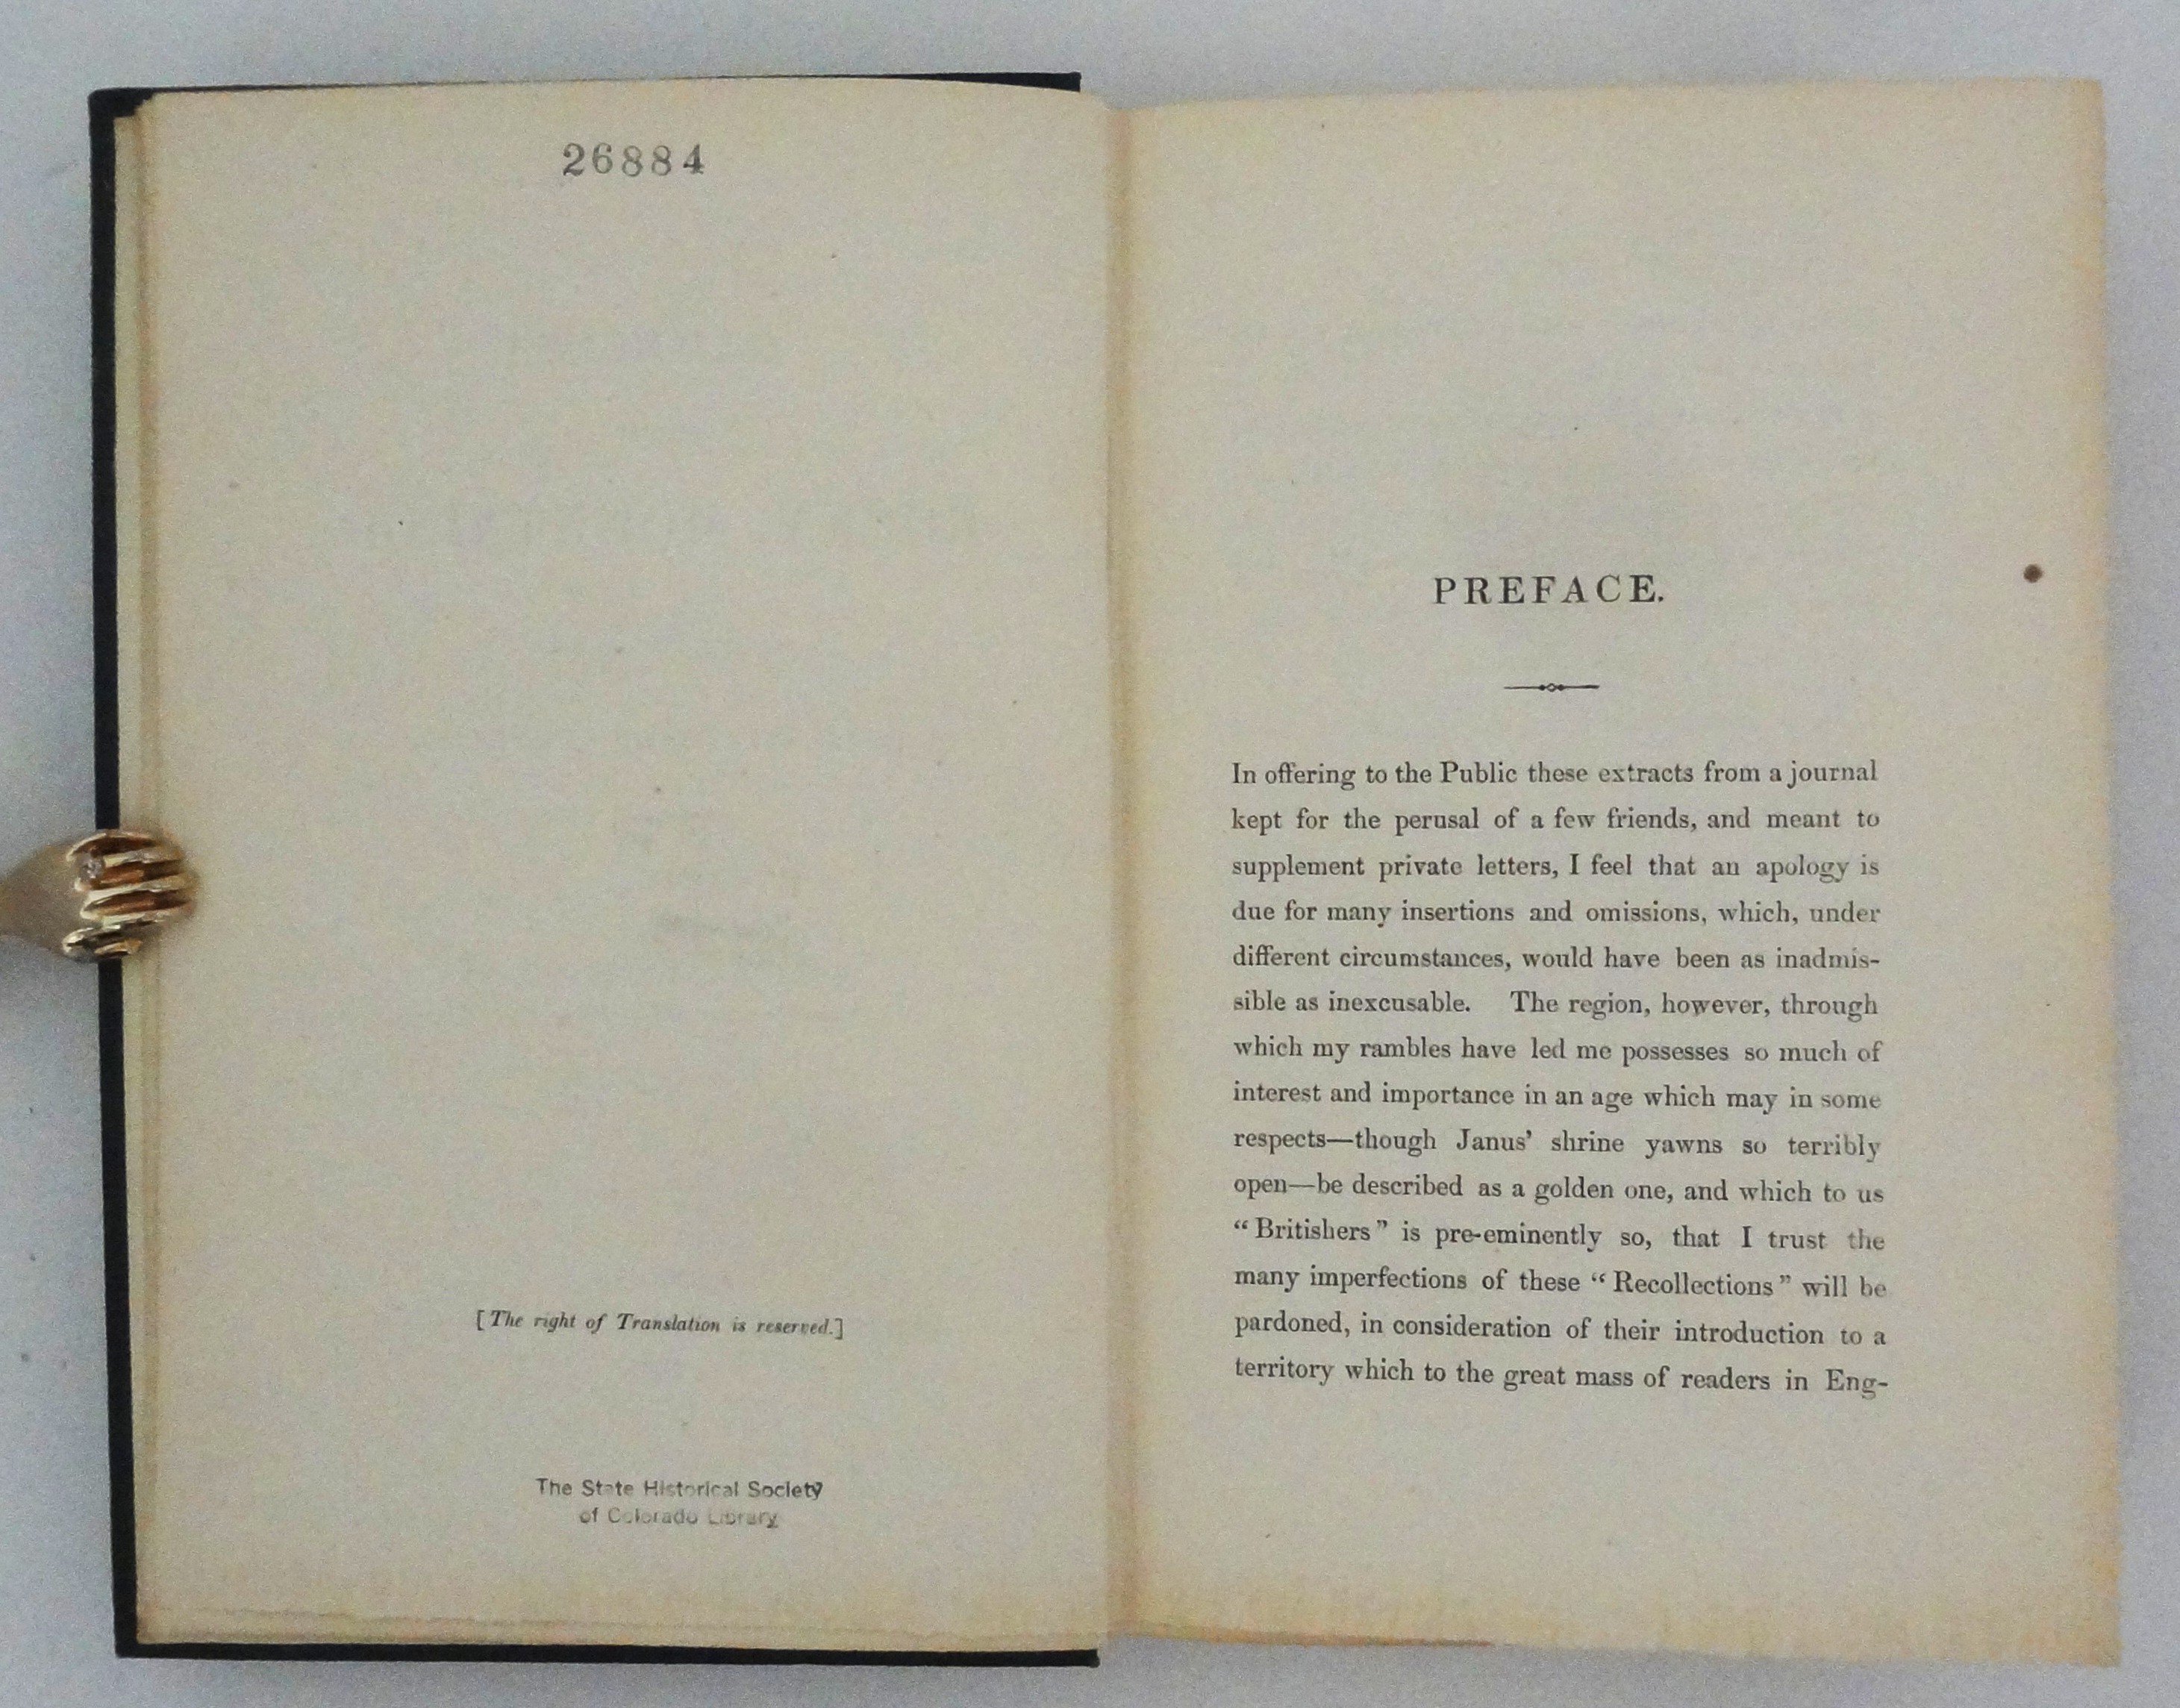 26884
[The right of Translation is reserved.]
The State Historical Society
of Colorado Library
PREFACE.
In offering to the Public these extracts from a journal
kept for the perusal of a few friends, and meant to
supplement private letters, I feel that an apology is
due for many insertions and omissions, which, under
different circumstances, would have been as inadmis-
sible as inexcusable. The region, however, through
which my rambles have led me possesses so much of
interest and importance in an age which may in some
respects—though Janus’ shrine yawns so terribly
open—be described as a golden one, and which to us
“Britishers” is pre-eminently so, that I trust the
many imperfections of these “Recollections” will be
pardoned, in consideration of their introduction to a
territory which to the great mass of readers in Eng-